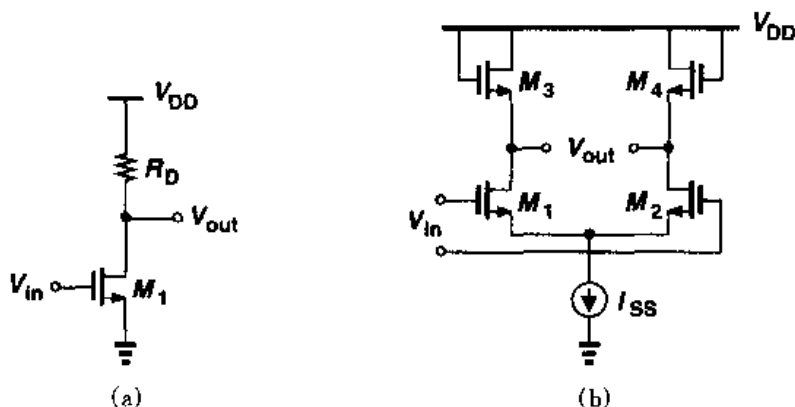 V_DD
R_D
V_out
V_in
M_1
(a)
V_DD
M_3
M_4
V_out
M_1
M_2
V_in
I_SS
(b)